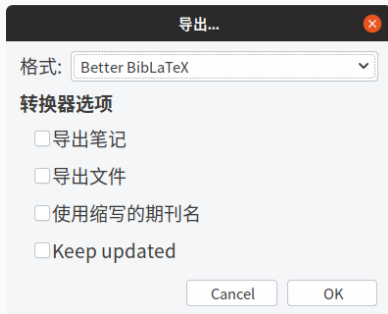 导出...
格式: Better BibLaTeX
转换器选项
导出笔记
导出文件
使用缩写的期刊名
Keep updated
Cancel OK